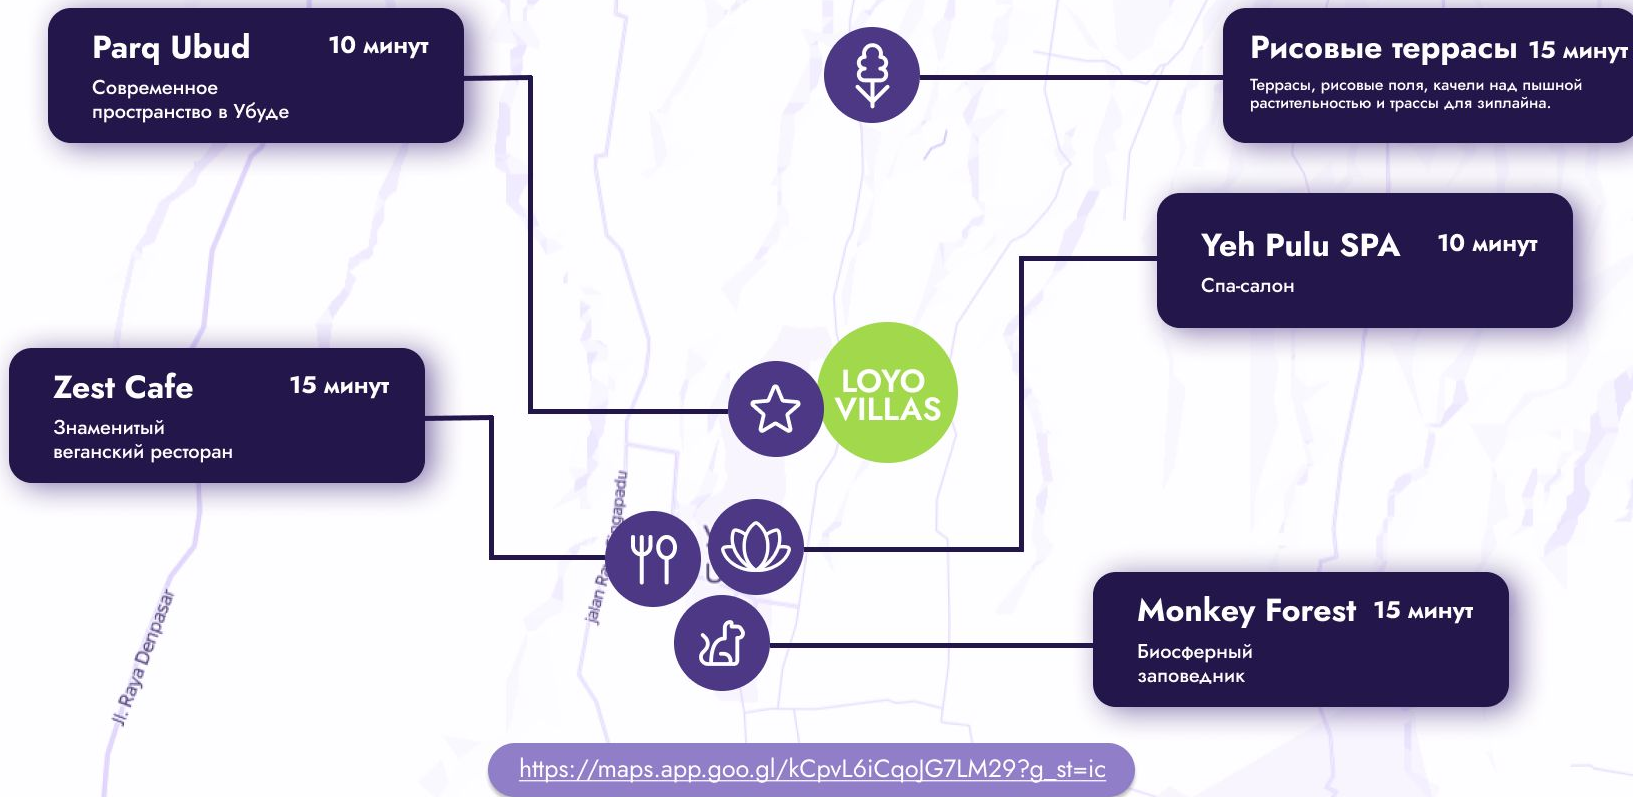 Parq Ubud 10 минут
Современное
пространство в Убуде
Рисовые террасы 15 минут
Террасы, рисовые поля, качели над пышной
растительностью и трассы для зиплайна.
Yeh Pulu SPA 10 минут
Спа-салон
Zest Cafe 15 минут
Знаменитый
веганский ресторан
LOYO
VILLAS
Monkey Forest 15 минут
Биосферный
заповедник
Jl. Raya Denpasar
https://maps.app.goo.gl/kCpvL6iCqoJG7LM29?g_st=ic